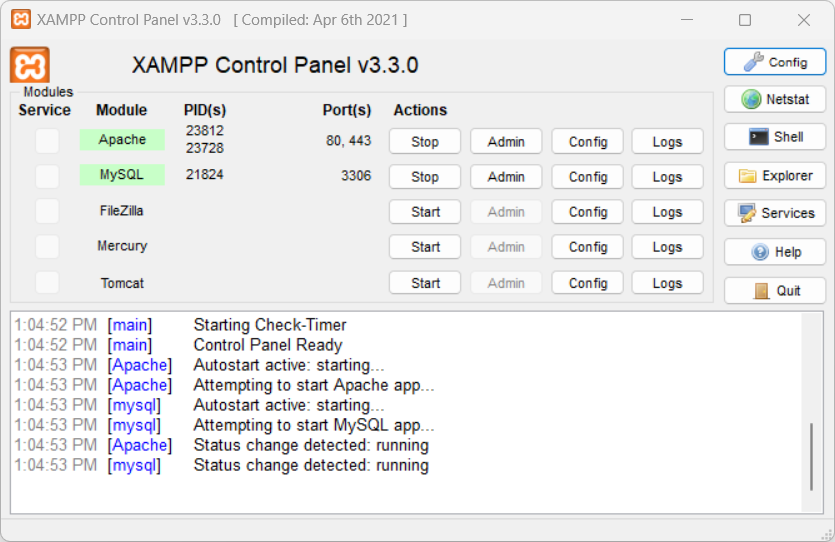 XAMPP Control Panel v3.3.0 [ Compiled: Apr 6th 2021 ]
XAMPP Control Panel v3.3.0
Config
Modules
Service Module PID(s) Port(s) Actions
Netstat
Apache 23812 23728 80, 443 Stop Admin Config Logs
Shell
MySQL 21824 3306 Stop Admin Config Logs
Explorer
FileZilla Start Admin Config Logs
Services
Mercury Start Admin Config Logs
Help
Tomcat Start Admin Config Logs
Quit
1:04:52 PM [main] Starting Check-Timer
1:04:52 PM [main] Control Panel Ready
1:04:53 PM [Apache] Autostart active: starting...
1:04:53 PM [Apache] Attempting to start Apache app...
1:04:53 PM [mysql] Autostart active: starting...
1:04:53 PM [mysql] Attempting to start MySQL app...
1:04:53 PM [Apache] Status change detected: running
1:04:53 PM [mysql] Status change detected: running